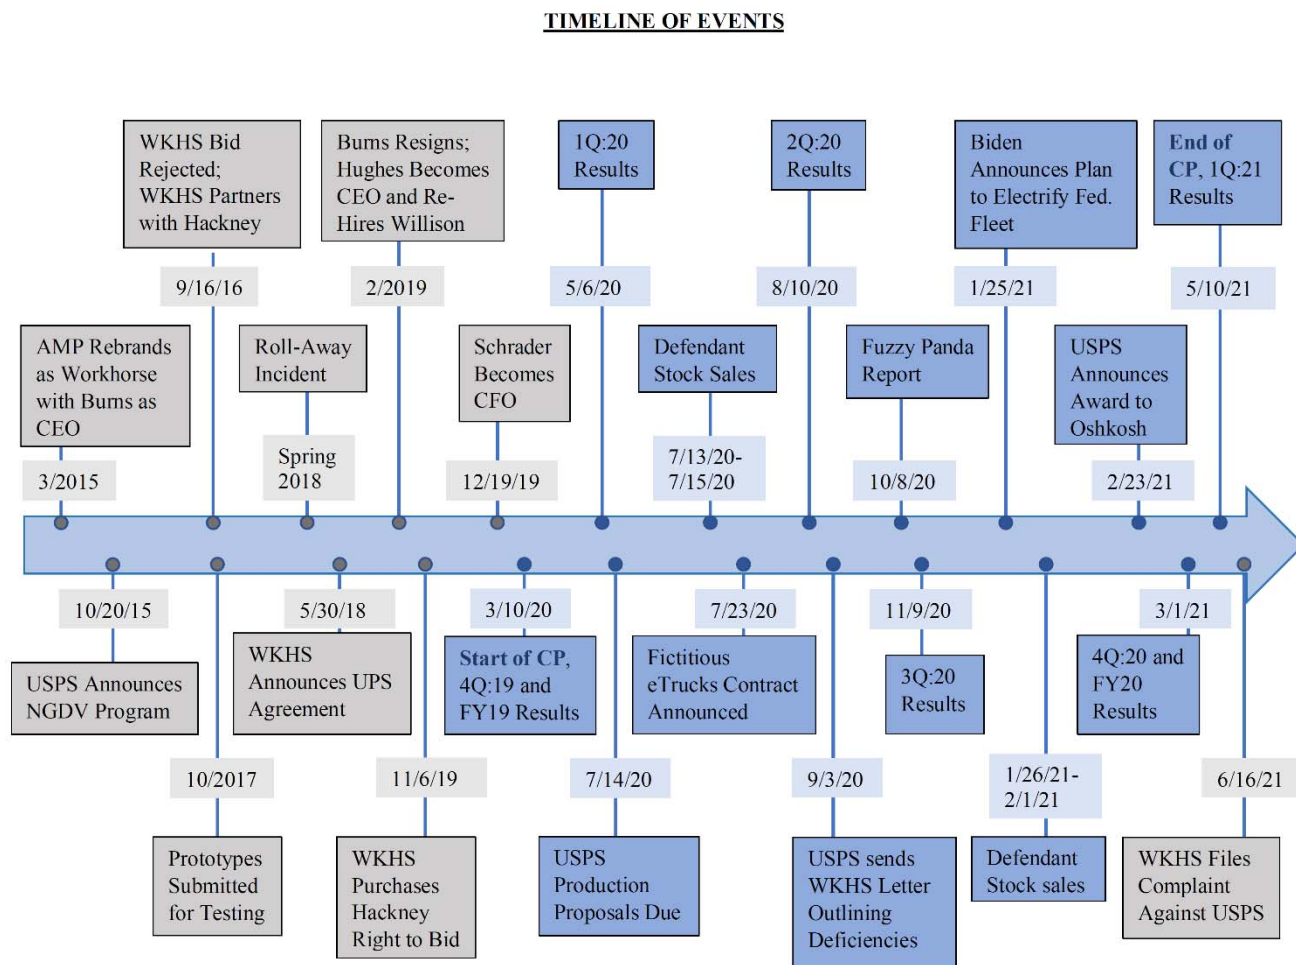 TIMELINE OF EVENTS
WKHS Bid
Rejected;
WKHS Partners
with Hackney
9/16/16
Burns Resigns;
Hughes Becomes
CEO and Re-
Hires Willison
2/2019
1Q:20
Results
5/6/20
2Q:20
Results
8/10/20
Biden
Announces Plan
to Electrify Fed.
Fleet
1/25/21
End of
CP, 1Q:21
Results
5/10/21
AMP Rebrands
as Workhorse
with Burns as
CEO
3/2015
Roll-Away
Incident
Spring
2018
Schrader
Becomes
CFO
12/19/19
Defendant
Stock Sales
7/13/20-
7/15/20
Fuzzy Panda
Report
10/8/20
USPS
Announces
Award to
Oshkosh
2/23/21
10/20/15
USPS Announces
NGDV Program
5/30/18
WKHS
Announces UPS
Agreement
3/10/20
Start of CP,
4Q:19 and
FY19 Results
7/23/20
Fictitious
eTrucks Contract
Announced
11/9/20
3Q:20
Results
3/1/21
4Q:20 and
FY20
Results
10/2017
Prototypes
Submitted
for Testing
11/6/19
WKHS
Purchases
Hackney
Right to Bid
7/14/20
USPS
Production
Proposals Due
9/3/20
USPS sends
WKHS Letter
Outlining
Deficiencies
1/26/21-
2/1/21
Defendant
Stock sales
6/16/21
WKHS Files
Complaint
Against USPS